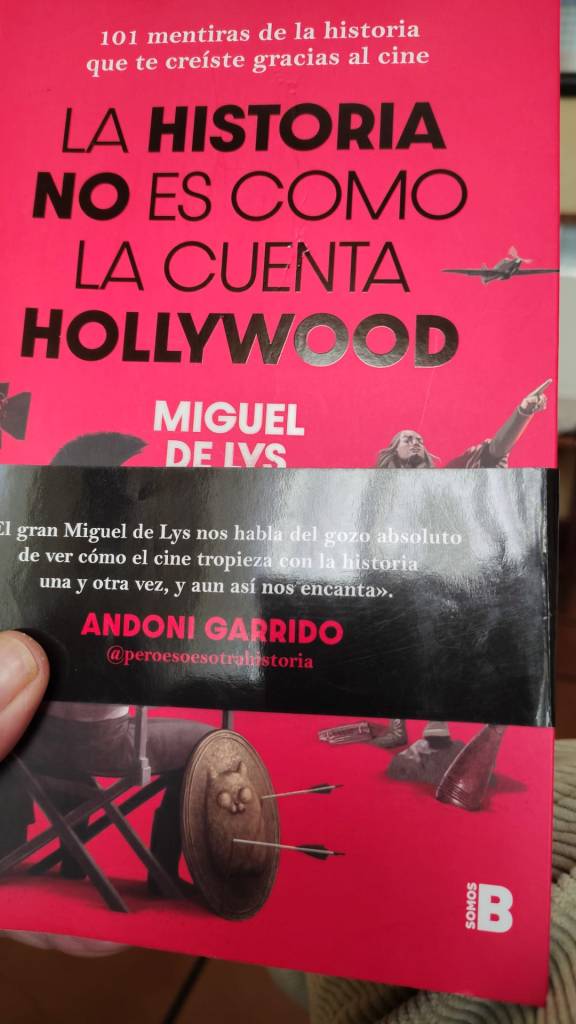 101 mentiras de la historia
que te creíste gracias al cine
LA HISTORIA
NO ES COMO
LA CUENTA
HOLLYWOOD
MIGUEL
DE LYS
El gran Miguel de Lys nos habla del gozo absoluto
de ver cómo el cine tropieza con la historia
una y otra vez, y aun así nos encanta».
ANDONI GARRIDO
@peroesoesotrahistoria
SOMOS B